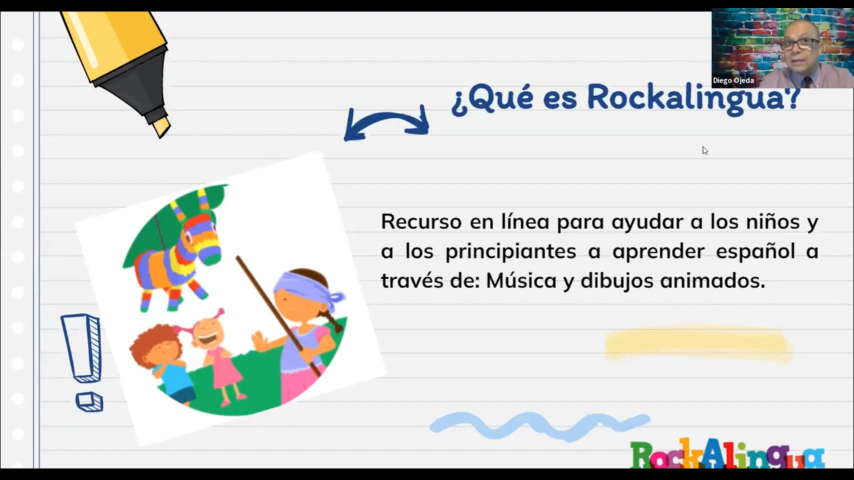 Diego Ojeda
¿Qué es Rockalingua?
Recurso en línea para ayudar a los niños y
a los principiantes a aprender español a
través de: Música y dibujos animados.
RockALingua